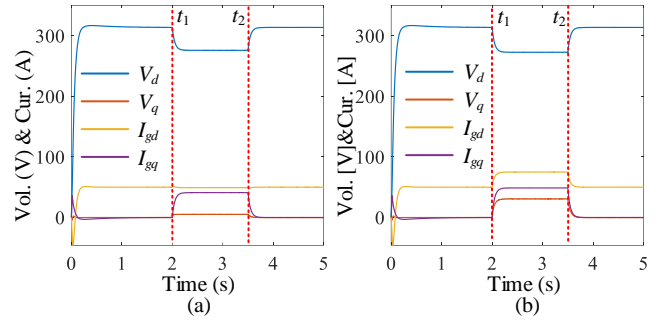 Vol. (V) & Cur. (A)
300
200
100
0
t1
t2
Vd
Vq
Igd
Igq
0
1
2
3
4
5
Time (s)
(a)
Vol. [V]&Cur. [A]
300
200
100
0
t1
t2
Vd
Vq
Igd
Igq
0
1
2
3
4
5
Time (s)
(b)